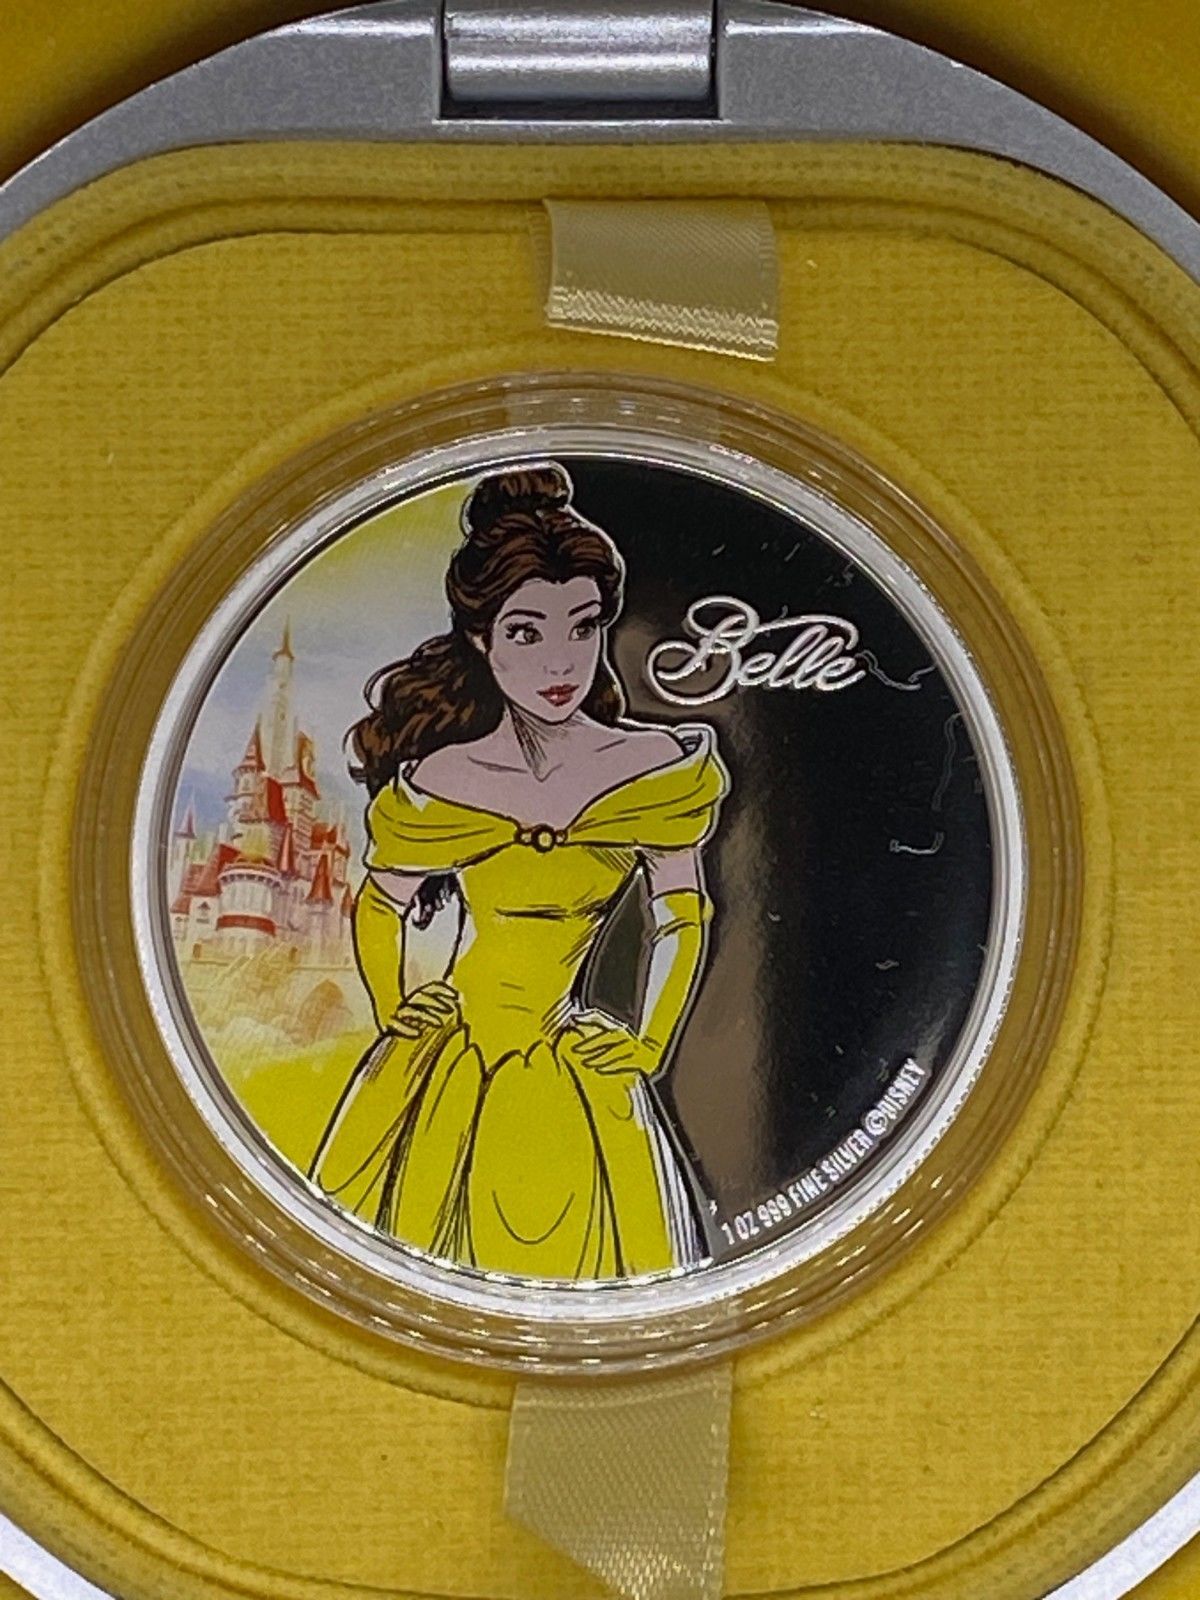 Belle
1 OZ 999 FINE SILVER ©DISNEY